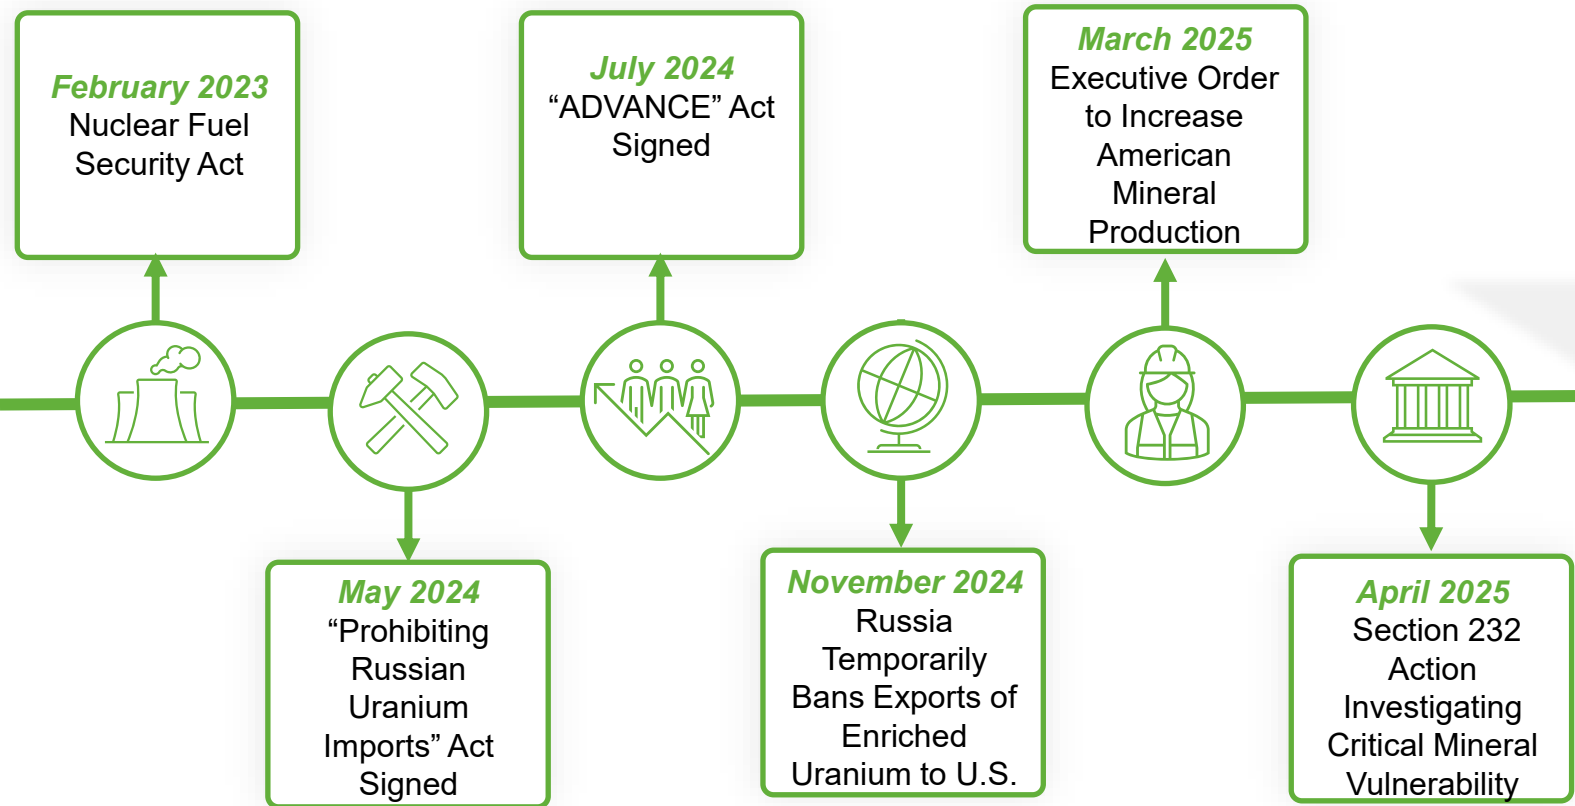 February 2023
Nuclear Fuel
Security Act
May 2024
“Prohibiting
Russian
Uranium
Imports” Act
Signed
July 2024
“ADVANCE” Act
Signed
November 2024
Russia
Temporarily
Bans Exports of
Enriched
Uranium to U.S.
March 2025
Executive Order
to Increase
American
Mineral
Production
April 2025
Section 232
Action
Investigating
Critical Mineral
Vulnerability